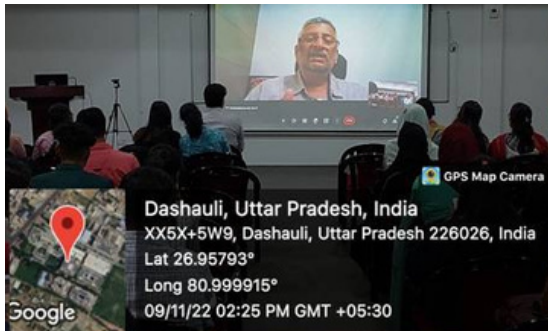 GPS Map Camera
Dashauli, Uttar Pradesh, India
XX5X+5W9, Dashauli, Uttar Pradesh 226026, India
Lat 26.95793°
Long 80.999915°
09/11/22 02:25 PM GMT +05:30
Google